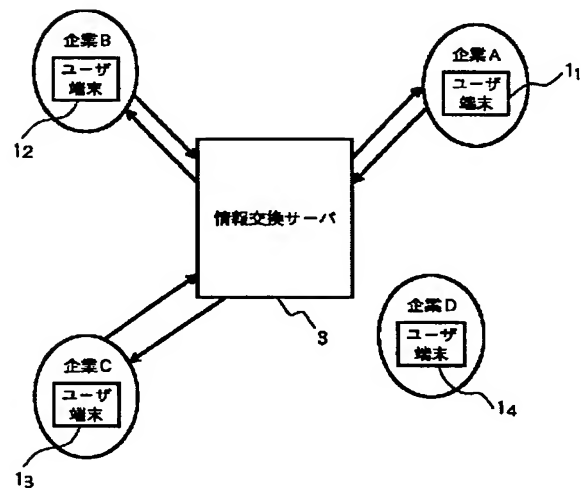 企業B
ユーザ
端末
12
企業A
ユーザ
端末
11
情報交換サーバ
3
企業D
ユーザ
端末
14
企業C
ユーザ
端末
13